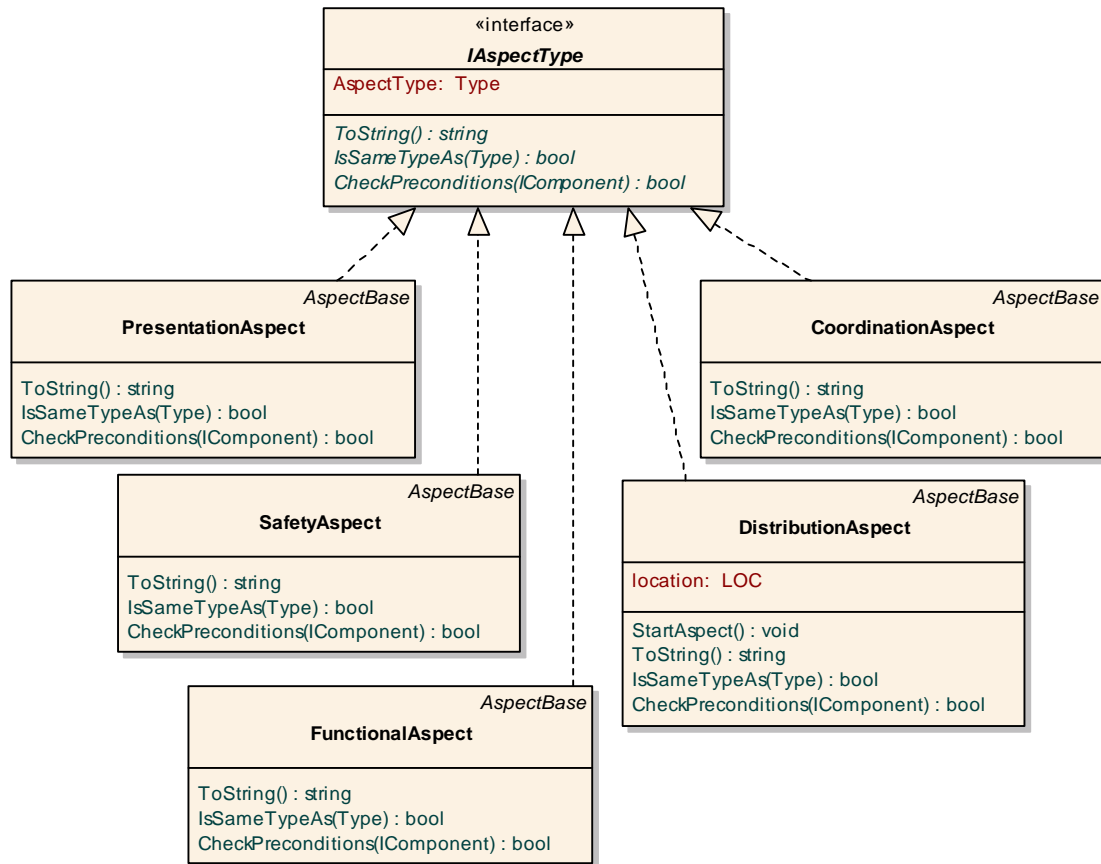 «interface»
IAspectType
AspectType: Type
ToString() : string
IsSameTypeAs(Type) : bool
CheckPreconditions(IComponent) : bool
AspectBase
PresentationAspect
ToString() : string
IsSameTypeAs(Type) : bool
CheckPreconditions(IComponent) : bool
AspectBase
CoordinationAspect
ToString() : string
IsSameTypeAs(Type) : bool
CheckPreconditions(IComponent) : bool
AspectBase
SafetyAspect
ToString() : string
IsSameTypeAs(Type) : bool
CheckPreconditions(IComponent) : bool
AspectBase
DistributionAspect
location: LOC
StartAspect() : void
ToString() : string
IsSameTypeAs(Type) : bool
CheckPreconditions(IComponent) : bool
AspectBase
FunctionalAspect
ToString() : string
IsSameTypeAs(Type) : bool
CheckPreconditions(IComponent) : bool